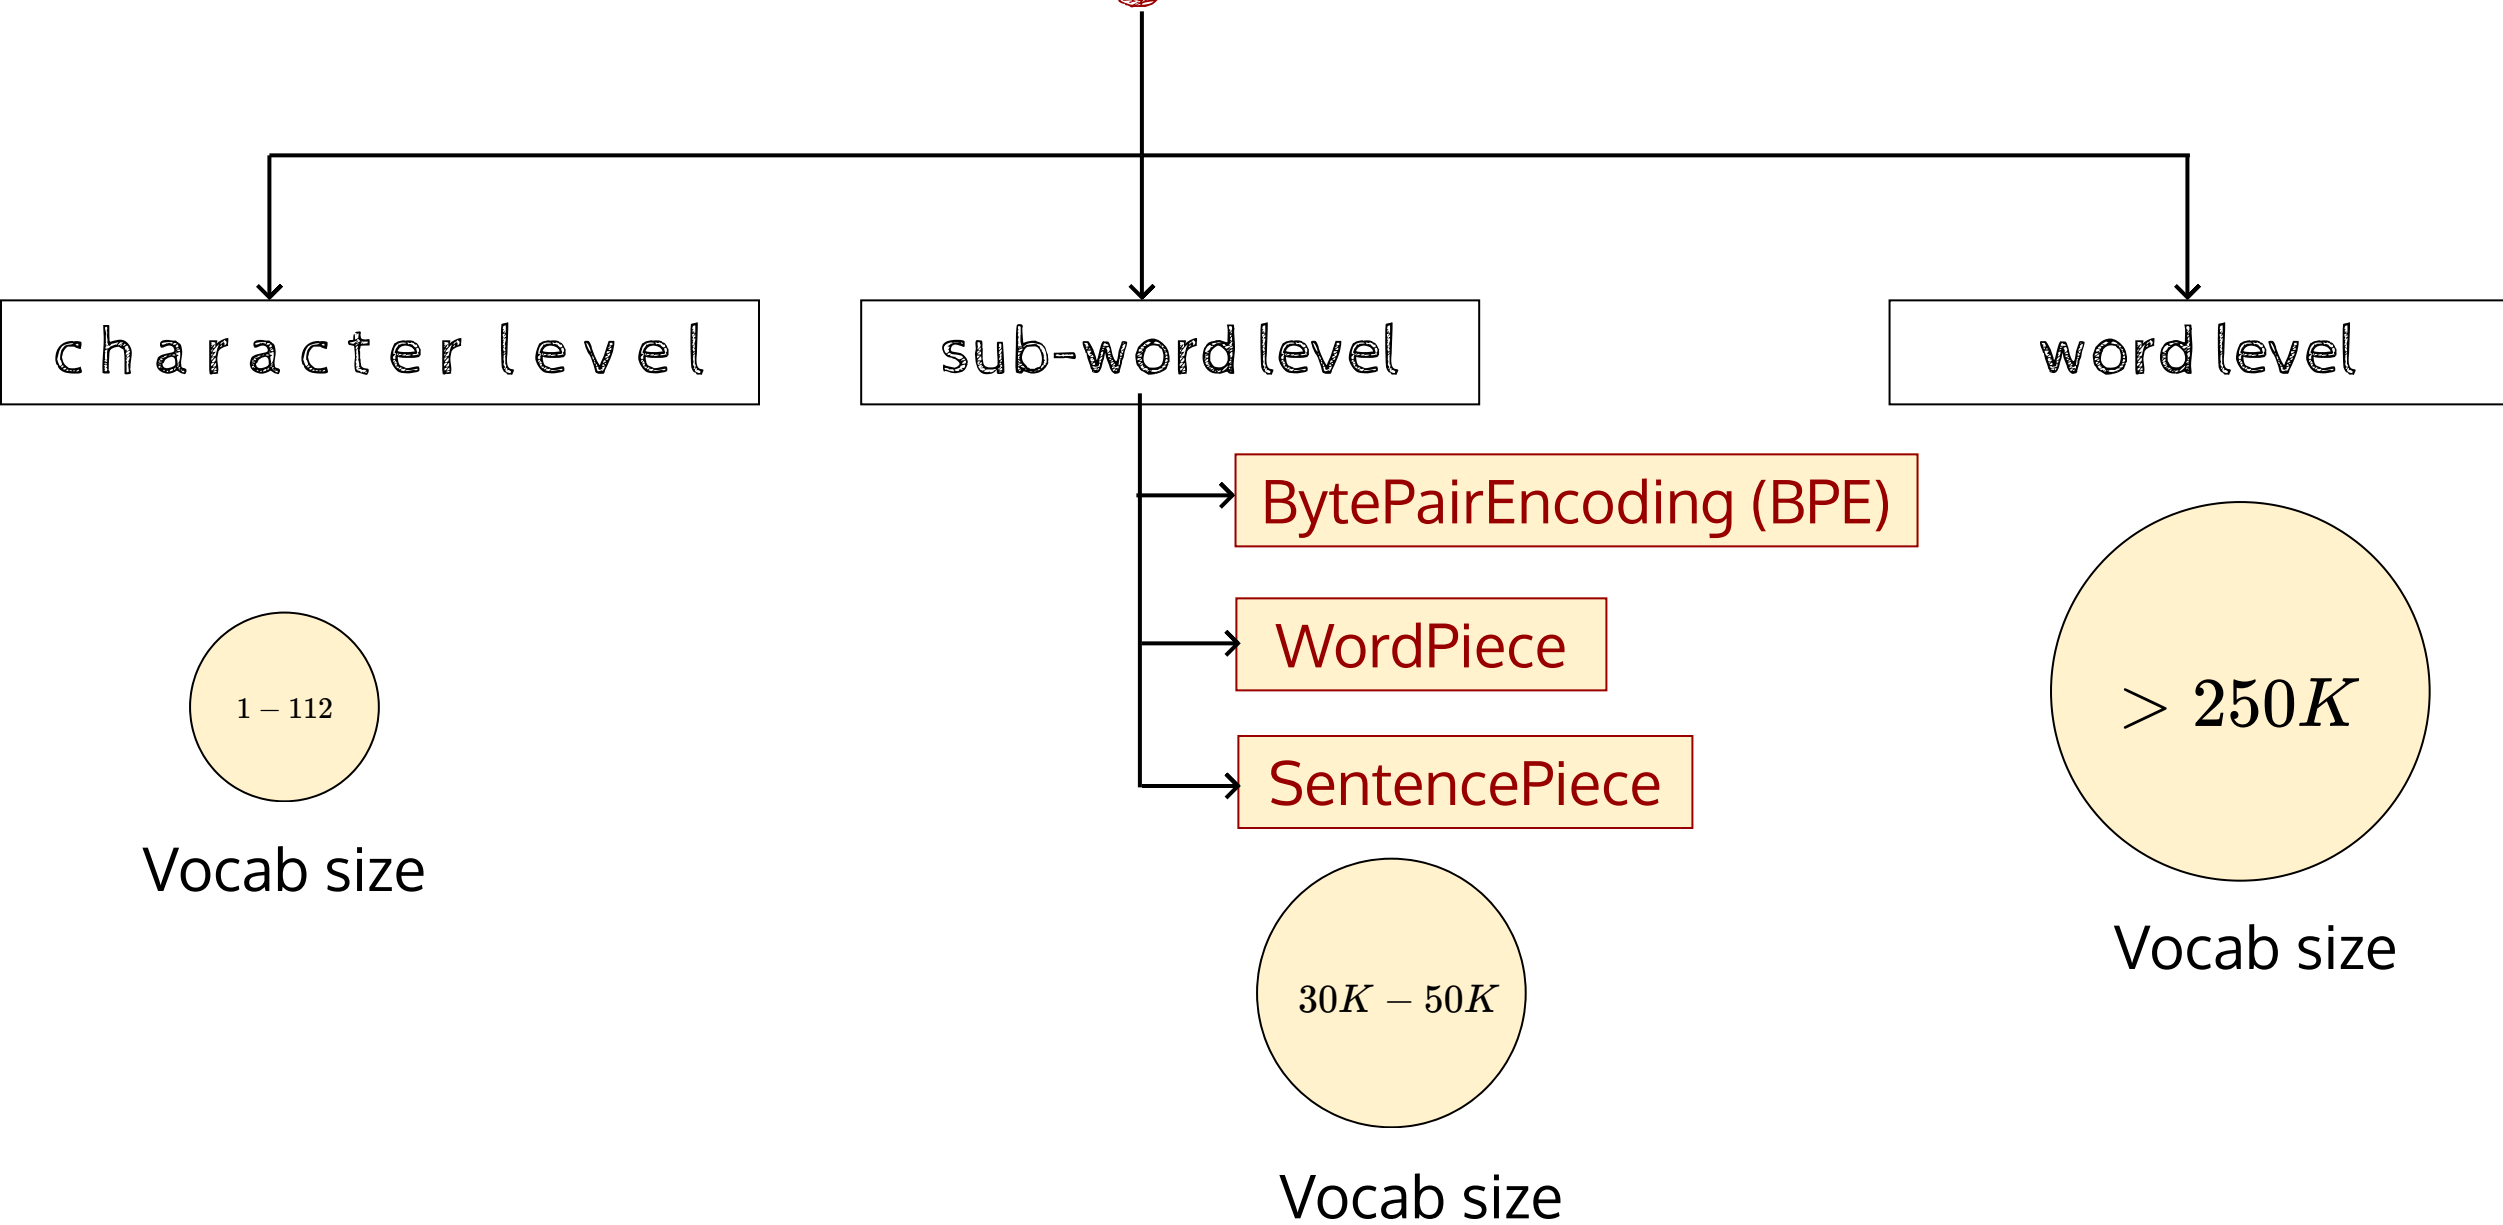 character level
sub-word level
word level
BytePairEncoding (BPE)
WordPiece
SentencePiece
1 − 112
Vocab size
30K − 50K
Vocab size
> 250K
Vocab size